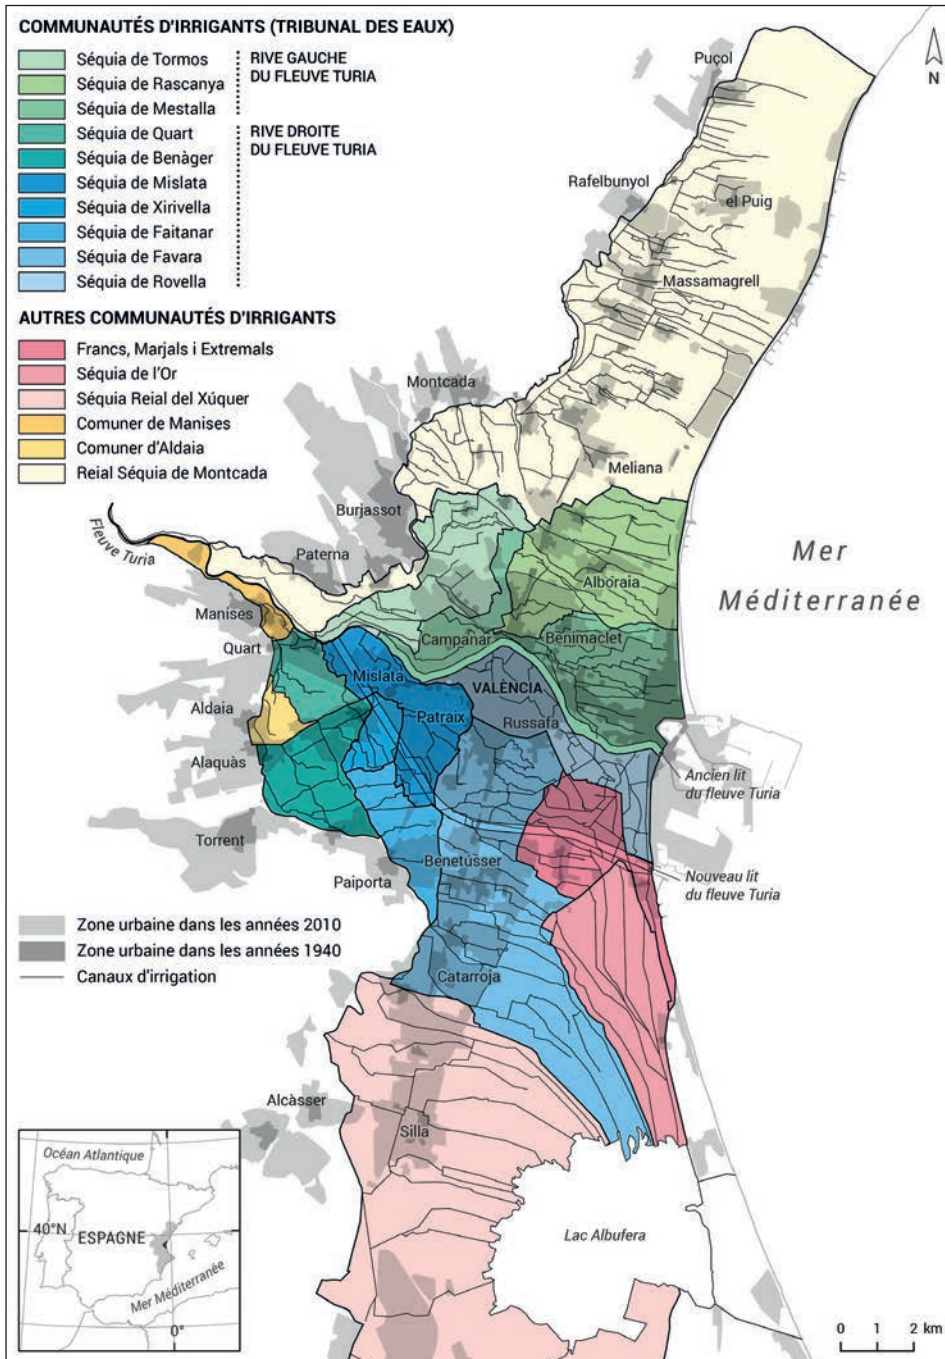 COMMUNAUTÉS D'IRRIGANTS (TRIBUNAL DES EAUX)
Séquia de Tormos
Séquia de Rascanya
Séquia de Mestalla
RIVE GAUCHE
DU FLEUVE TURIA
Séquia de Quart
Séquia de Benàger
Séquia de Mislata
Séquia de Xirivella
Séquia de Faitanar
Séquia de Favara
Séquia de Rovella
RIVE DROITE
DU FLEUVE TURIA
AUTRES COMMUNAUTÉS D'IRRIGANTS
Francs, Marjals i Extremals
Séquia de l'Or
Séquia Reial del Xúquer
Comuner de Manises
Comuner d'Aldaia
Reial Séquia de Montcada
N
Puçol
Rafelbunyol
el Puig
Massamagrell
Montcada
Meliana
Burjassot
Fleuve Turia
Paterna
Mer
Méditerranée
Alboraia
Manises
Campanar
Benimaclet
Quart
Mislata
VALÈNCIA
Aldaia
Patraix
Russafa
Alaquàs
Ancien lit
du fleuve Turia
Torrent
Benetússer
Paiporta
Nouveau lit
du fleuve Turia
Zone urbaine dans les années 2010
Zone urbaine dans les années 1940
Canaux d'irrigation
Catarroja
Alcàsser
Silla
Lac Albufera
Océan Atlantique
40°N
ESPAGNE
Mer Méditerranée
0°
0 1 2 km